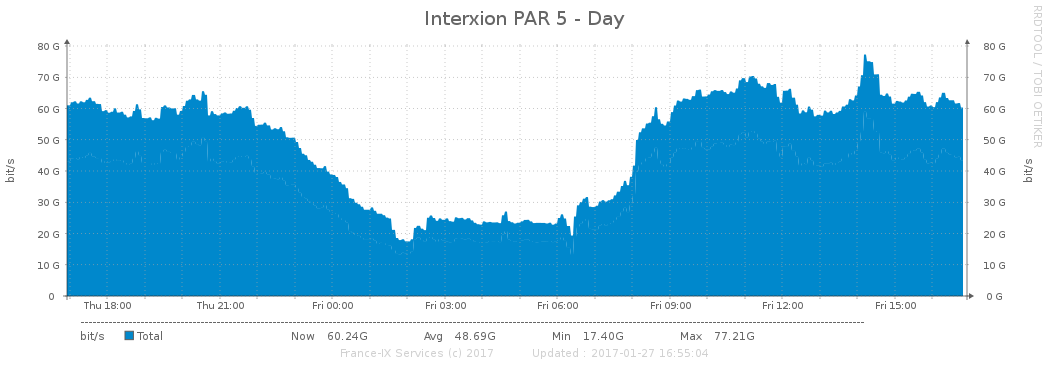 Interxion PAR 5 - Day
RRDTOOL / TOBI OETIKER
80 G 80 G
70 G 70 G
60 G 60 G
50 G 50 G
bit/s bit/s
40 G 40 G
30 G 30 G
20 G 20 G
10 G 10 G
0 0 G
Thu 18:00 Thu 21:00 Fri 00:00 Fri 03:00 Fri 06:00 Fri 09:00 Fri 12:00 Fri 15:00
bit/s Total Now 60.24G Avg 48.69G Min 17.40G Max 77.21G
France-IX Services (c) 2017 Updated : 2017-01-27 16:55:04